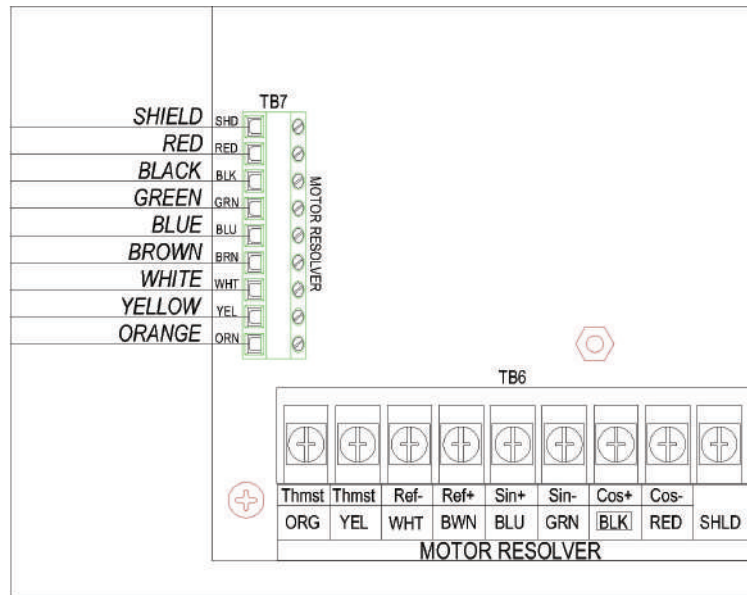 TB7
SHIELD SHD
RED RED
BLACK BLK
GREEN GRN
BLUE BLU
BROWN BRN
WHITE WHT
YELLOW YEL
ORANGE ORN
MOTOR RESOLVER
TB6
Thmst Thmst Ref- Ref+ Sin+ Sin- Cos+ Cos-
ORG YEL WHT BWN BLU GRN BLK RED SHLD
MOTOR RESOLVER